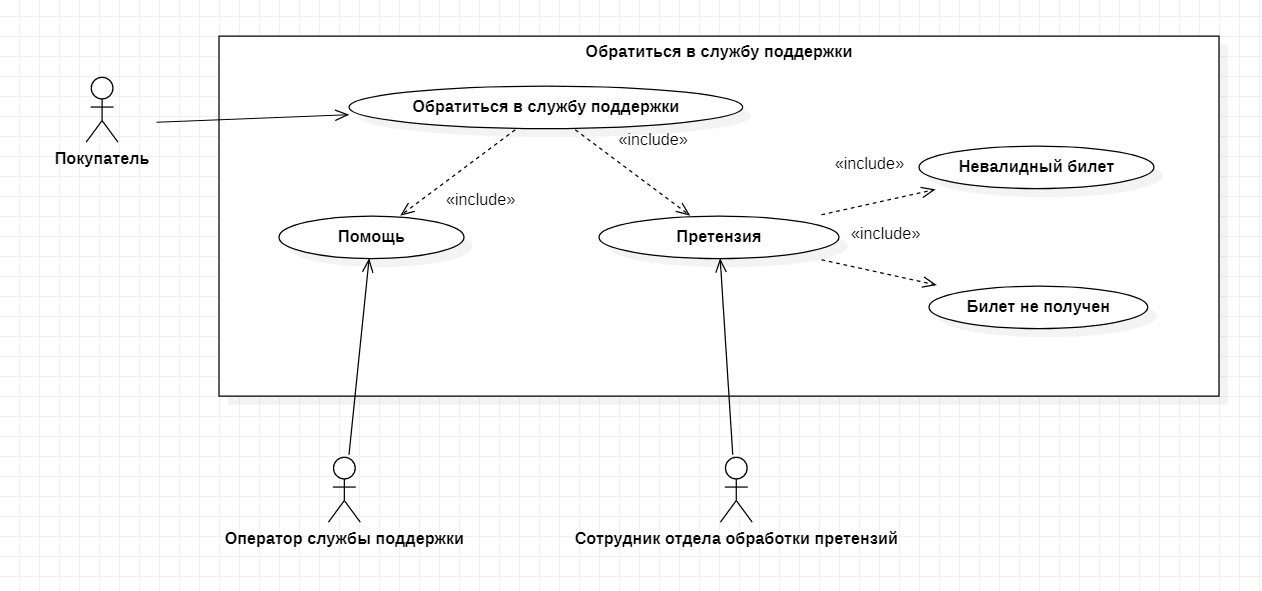 Обратиться в службу поддержки
Обратиться в службу поддержки
Покупатель
«include»
«include»
Невалидный билет
«include»
Помощь
Претензия
«include»
Билет не получен
Оператор службы поддержки
Сотрудник отдела обработки претензий